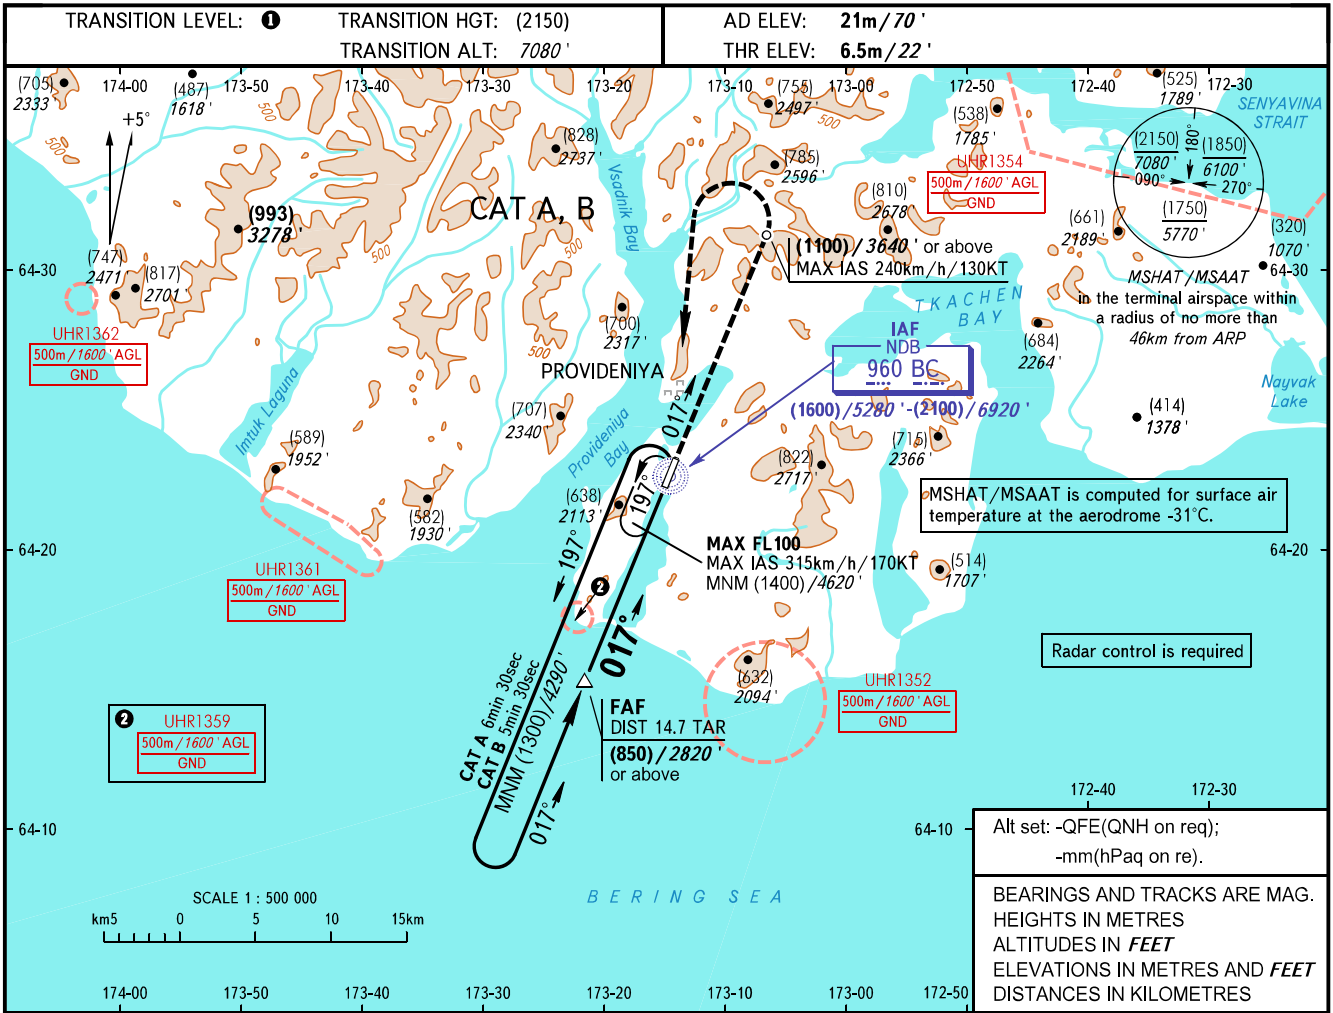 TRANSITION LEVEL: ❶
TRANSITION HGT: (2150)
TRANSITION ALT: 7080 '
AD ELEV: 21m/70 '
THR ELEV: 6.5m/22 '
174-00 173-50 173-40 173-30 173-20 173-10 173-00 172-50 172-40 172-30
(705)
2333 '
(487)
1618 '
+5°
(755)
2497 '
500
(828)
2737 '
(785)
2596 '
(538)
1785 '
(525)
1789 '
SENYAVINA
STRAIT
UHR1354
500m/1600 ' AGL
GND
(2150)
7080 '
180°
(1850)
6100 '
090°
270°
(1750)
5770 '
(320)
1070 '
64-30
MSHAT/MSAAT
in the terminal airspace within
a radius of no more than
46km from ARP
(661)
2189 '
(810)
2678 '
CAT A, B
Vsadnik Bay
500
500
500
500
(993)
3278 '
(747)
2471 '
(817)
2701 '
64-30
UHR1362
500m/1600 ' AGL
GND
(1100)/3640 ' or above
MAX IAS 240km/h/130KT
TKACHEN
BAY
IAF
NDB
960 BC
(1600)/5280 '-(2100)/6920 '
(684)
2264 '
(700)
2317 '
PROVIDENIYA
017°
Nayvak
Lake
(414)
1378 '
(715)
2366 '
(822)
2717 '
Imtuk Laguna
(589)
1952 '
(707)
2340 '
Provideniya
Bay
(638)
2113 '
197°
197°
(582)
1930 '
MSHAT/MSAAT is computed for surface air
temperature at the aerodrome -31°C.
MAX FL100
MAX IAS 315km/h/170KT
MNM (1400)/4620 '
64-20
64-20
(514)
1707 '
UHR1361
500m/1600 ' AGL
GND
❷
017°
Radar control is required
(632)
2094 '
UHR1352
500m/1600 ' AGL
GND
CAT A 6min 30sec
CAT B 5min 30sec
MNM (1300)/4290 '
FAF
DIST 14.7 TAR
(850)/2820 '
or above
❷ UHR1359
500m/1600 ' AGL
GND
017°
172-40 172-30
64-10
64-10
Alt set: -QFE(QNH on req);
-mm(hPaq on re).
BERING SEA
SCALE 1 : 500 000
km5 0 5 10 15km
BEARINGS AND TRACKS ARE MAG.
HEIGHTS IN METRES
ALTITUDES IN FEET
ELEVATIONS IN METRES AND FEET
DISTANCES IN KILOMETRES
174-00 173-50 173-40 173-30 173-20 173-10 173-00 172-50